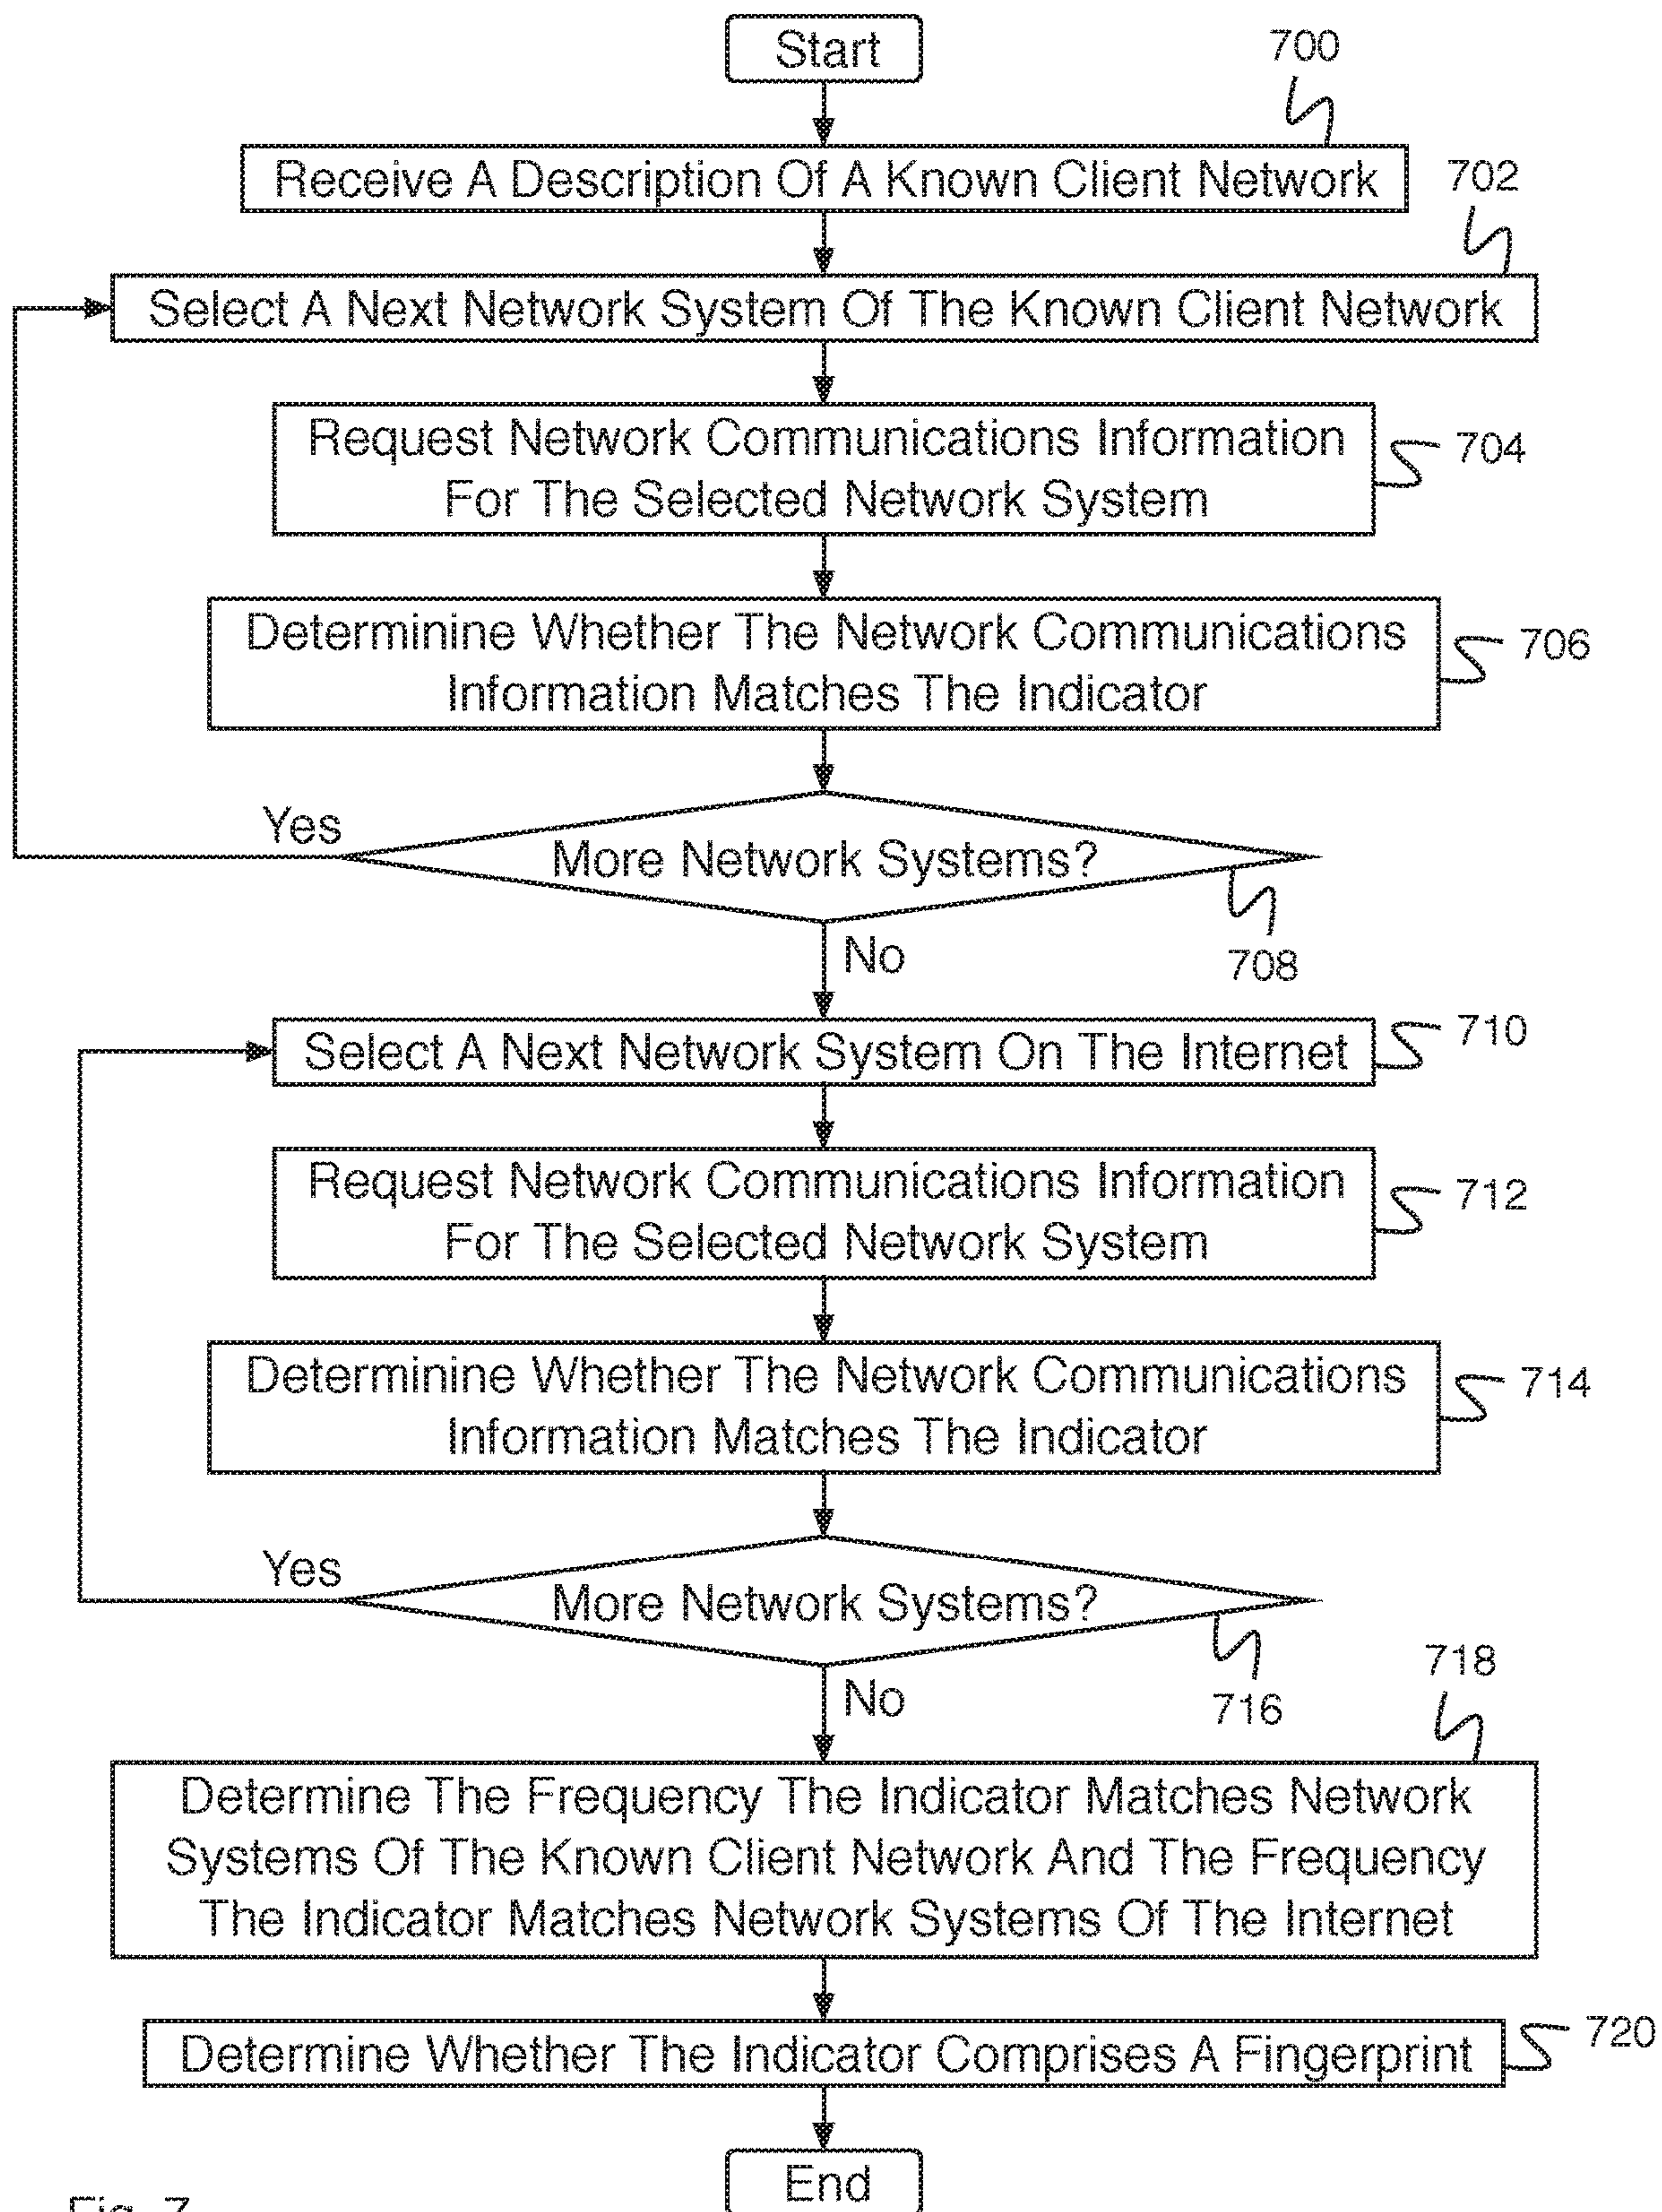 Start
700
Receive A Description Of A Known Client Network
702
Select A Next Network System Of The Known Client Network
Request Network Communications Information
For The Selected Network System
704
Determinine Whether The Network Communications
Information Matches The Indicator
706
Yes
More Network Systems?
708
No
Select A Next Network System On The Internet
710
Request Network Communications Information
For The Selected Network System
712
Determinine Whether The Network Communications
Information Matches The Indicator
714
Yes
More Network Systems?
716
No
718
Determine The Frequency The Indicator Matches Network
Systems Of The Known Client Network And The Frequency
The Indicator Matches Network Systems Of The Internet
Determine Whether The Indicator Comprises A Fingerprint
720
End
Fig. 7